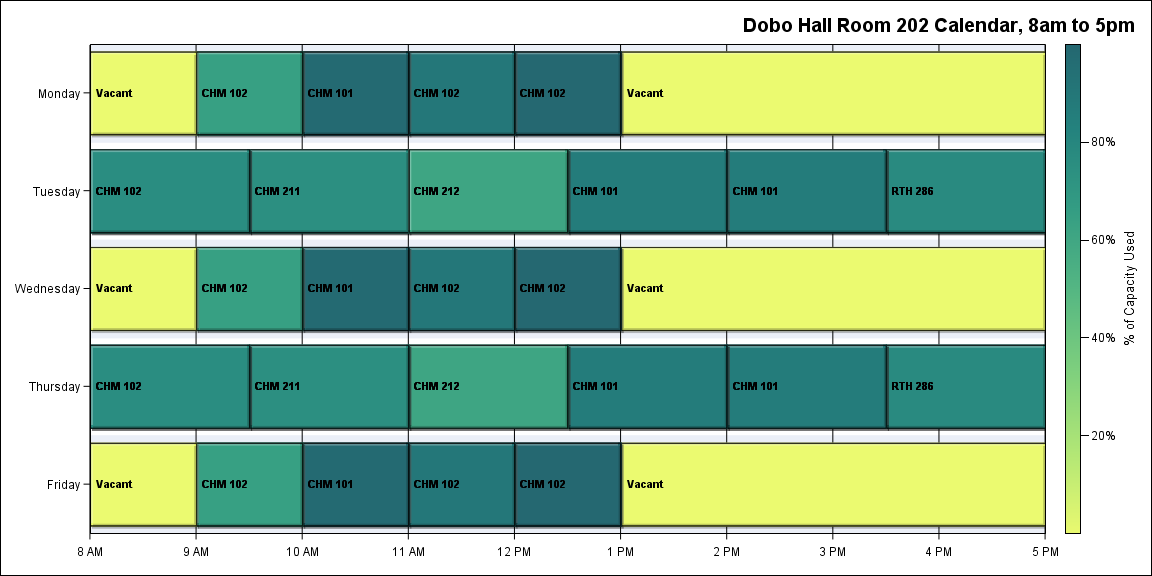 Dobo Hall Room 202 Calendar, 8am to 5pm
Monday
Vacant
CHM 102
CHM 101
CHM 102
CHM 102
Vacant
Tuesday
CHM 102
CHM 211
CHM 212
CHM 101
CHM 101
RTH 286
Wednesday
Vacant
CHM 102
CHM 101
CHM 102
CHM 102
Vacant
Thursday
CHM 102
CHM 211
CHM 212
CHM 101
CHM 101
RTH 286
Friday
Vacant
CHM 102
CHM 101
CHM 102
CHM 102
Vacant
8 AM
9 AM
10 AM
11 AM
12 PM
1 PM
2 PM
3 PM
4 PM
5 PM
80%
60%
40%
20%
% of Capacity Used